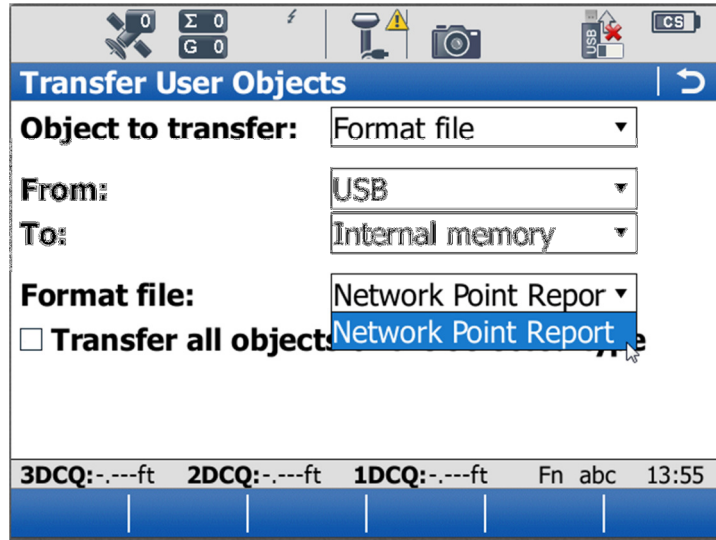 0 Σ 0 USB CS
G 0
Transfer User Objects
Object to transfer: Format file
From: USB
To: Internal memory
Format file: Network Point Repor
Network Point Report
Transfer all objects
3DCQ:-.---ft 2DCQ:-.---ft 1DCQ:-.---ft Fn abc 13:55